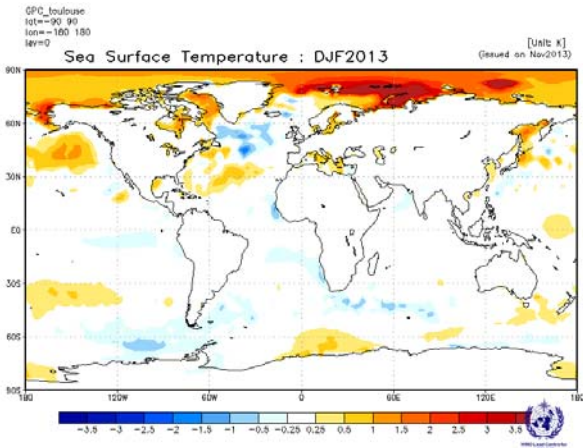 GPC_toulouse
lat=-90 90
lon=-180 180
lev=0
[Unit: K]
Sea Surface Temperature : DJF2013
(issued on Nov2013)
90N
60N
30N
EQ
30S
60S
90S
180 120W 60W 0 60E 120E 180
-3.5 -3 -2.5 -2 -1.5 -1 -0.5 -0.25 0.25 0.5 1 1.5 2 2.5 3 3.5